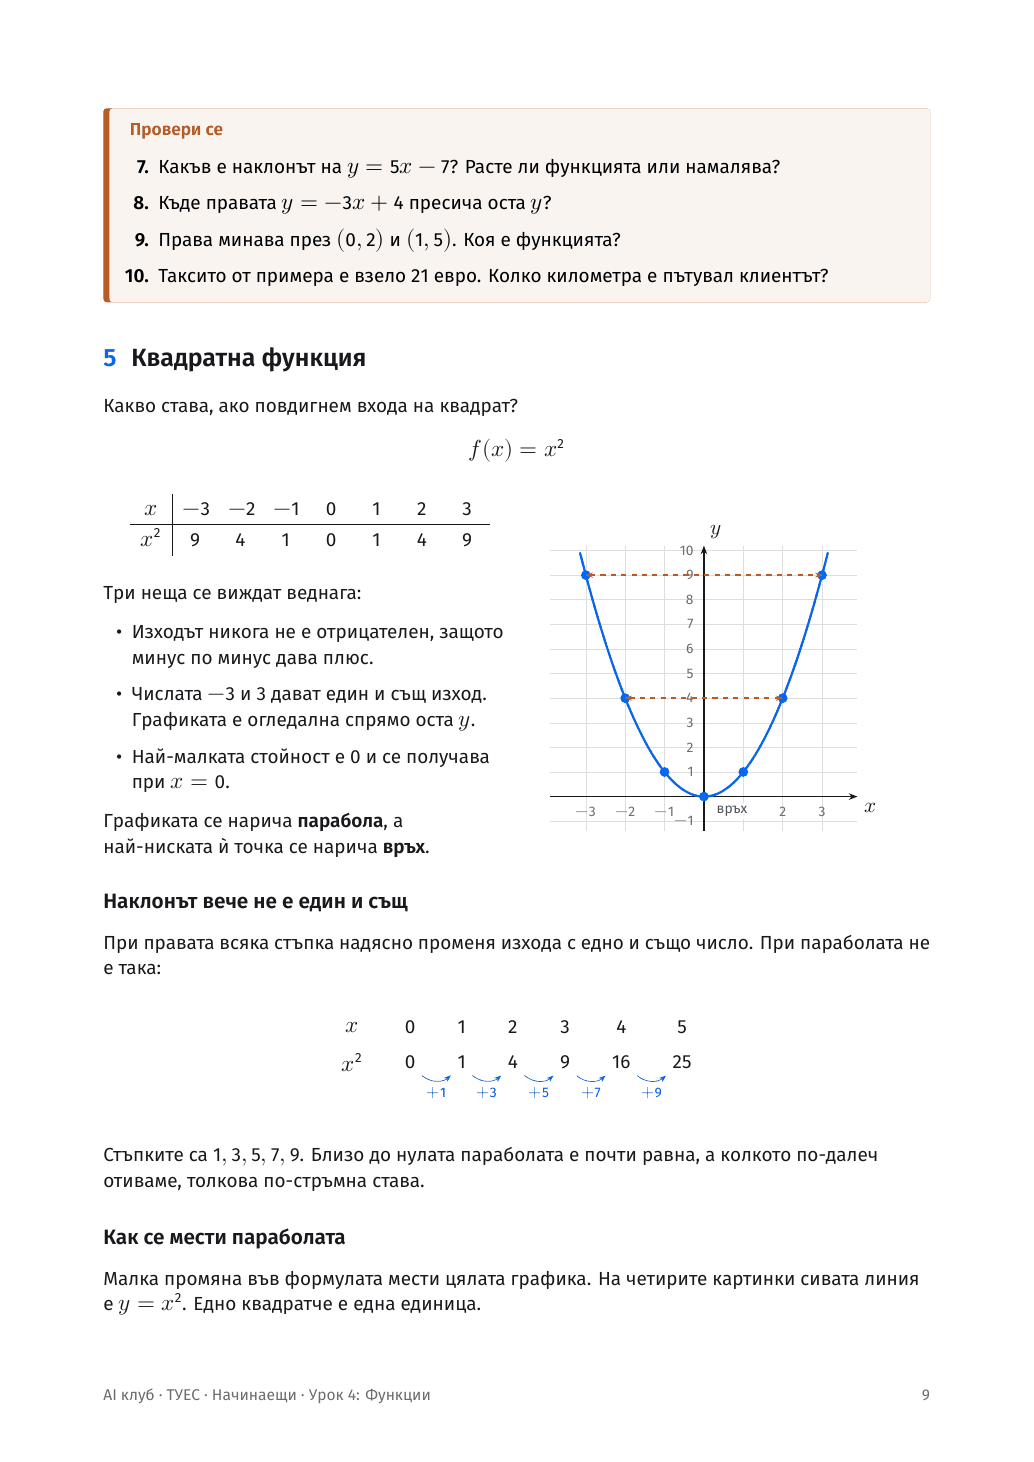 Провери се
7. Какъв е наклонът на y = 5x − 7? Расте ли функцията или намалява?
8. Къде правата y = −3x + 4 пресича оста y?
9. Права минава през (0, 2) и (1, 5). Коя е функцията?
10. Таксито от примера е взело 21 евро. Колко километра е пътувал клиентът?
5 Квадратна функция
Какво става, ако повдигнем входа на квадрат?
f(x) = x²
x −3 −2 −1 0 1 2 3
x² 9 4 1 0 1 4 9
Три неща се виждат веднага:
• Изходът никога не е отрицателен, защото
минус по минус дава плюс.
• Числата −3 и 3 дават един и същ изход.
Графиката е огледална спрямо оста y.
• Най-малката стойност е 0 и се получава
при x = 0.
Графиката се нарича парабола, а
най-ниската ѝ точка се нарича връх.
y
10
9
8
7
6
5
4
3
2
1
−1
−3 −2 −1 връх 2 3 x
Наклонът вече не е един и същ
При правата всяка стъпка надясно променя изхода с едно и също число. При параболата не
е така:
x 0 1 2 3 4 5
x² 0 1 4 9 16 25
+1 +3 +5 +7 +9
Стъпките са 1, 3, 5, 7, 9. Близо до нулата параболата е почти равна, а колкото по-далеч
отиваме, толкова по-стръмна става.
Как се мести параболата
Малка промяна във формулата мести цялата графика. На четирите картинки сивата линия
е y = x². Едно квадратче е една единица.
AI клуб · ТУЕС · Начинаещи · Урок 4: Функции 9